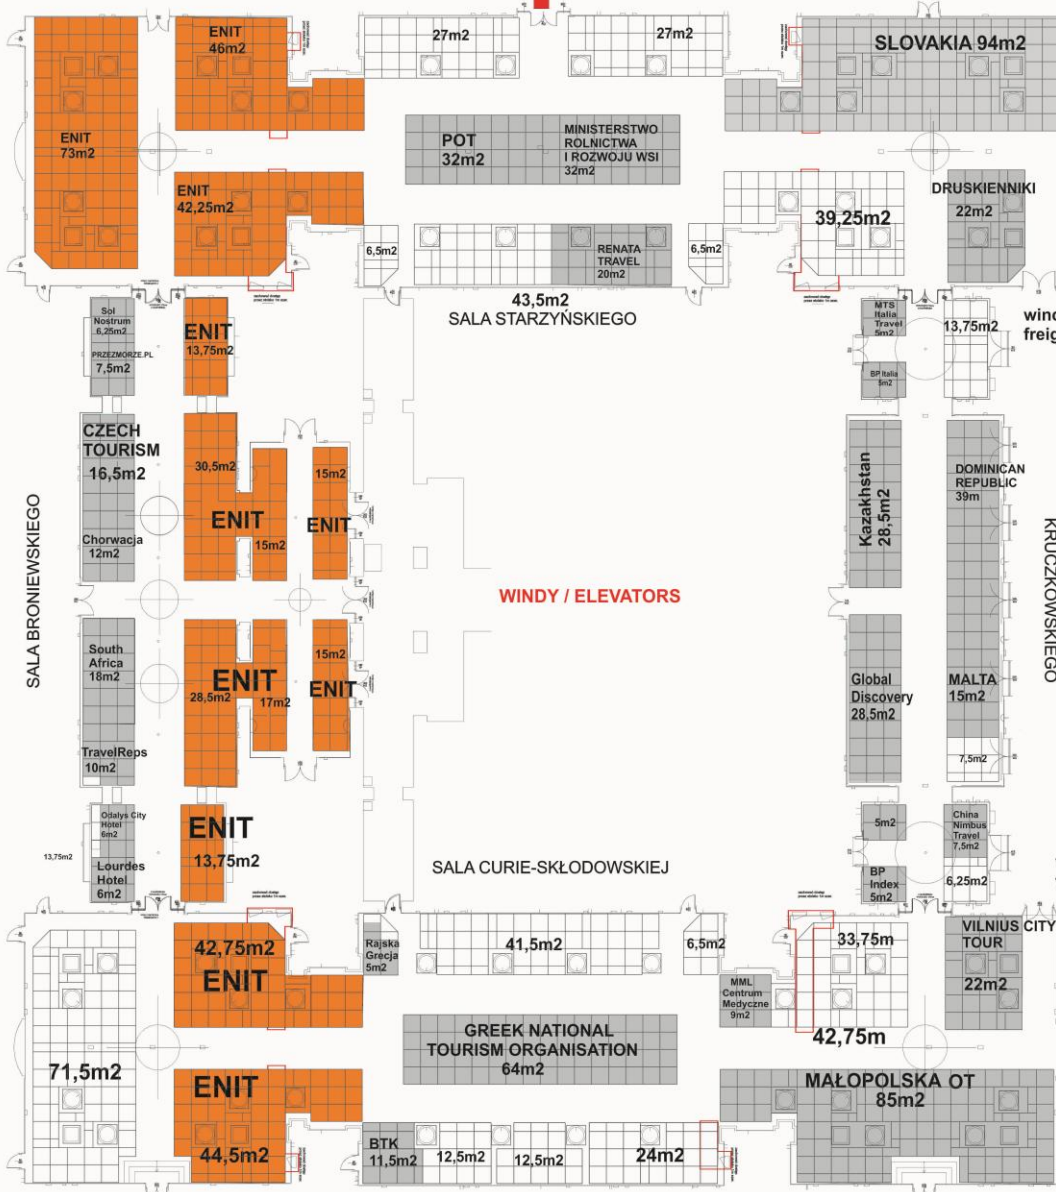 ENIT
46m2
27m2
27m2
SLOVAKIA 94m2
ENIT
73m2
POT
32m2
MINISTERSTWO
ROLNICTWA
I ROZWOJU WSI
32m2
ENIT
42,25m2
39,25m2
DRUSKIENNIKI
22m2
6,5m2
RENATA
TRAVEL
20m2
6,5m2
43,5m2
SALA STARZYŃSKIEGO
Sol
Nostrum
6,25m2
PRZEZMORZE.PL
7,5m2
ENIT
13,75m2
MTS
Italia
Travel
5m2
13,75m2
wind
freig
BP Italia
5m2
CZECH
TOURISM
16,5m2
30,5m2
ENIT
15m2
15m2
ENIT
Chorwacja
12m2
Kazakhstan
28,5m2
DOMINICAN
REPUBLIC
39m
SALA BRONIEWSKIEGO
WINDY / ELEVATORS
KRUCZKOWSKIEGO
South
Africa
18m2
28,5m2
ENIT
17m2
15m2
ENIT
Global
Discovery
28,5m2
MALTA
15m2
TravelReps
10m2
7,5m2
Odalys City
Hotel
6m2
ENIT
13,75m2
13,75m2
Lourdes
Hotel
6m2
SALA CURIE-SKŁODOWSKIEJ
5m2
China
Nimbus
Travel
7,5m2
BP
Index
5m2
6,25m2
42,75m2
ENIT
Rajska
Grecja
5m2
41,5m2
6,5m2
33,75m
VILNIUS CITY
TOUR
22m2
MML
Centrum
Medyczne
9m2
42,75m
71,5m2
GREEK NATIONAL
TOURISM ORGANISATION
64m2
ENIT
44,5m2
MAŁOPOLSKA OT
85m2
BTK
11,5m2
12,5m2
12,5m2
24m2